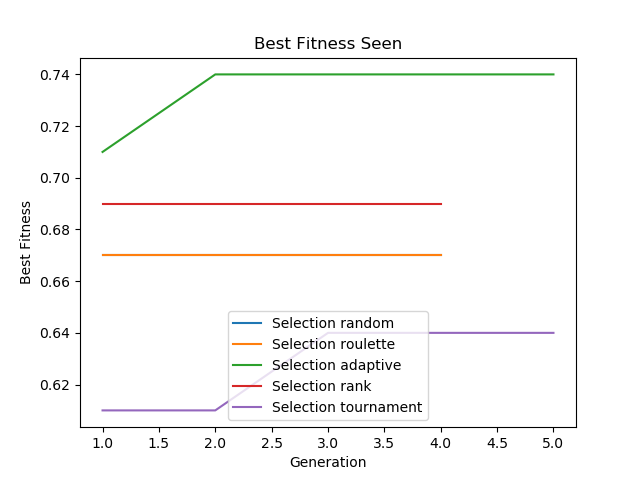 Best Fitness Seen
0.74
0.72
0.70
0.68
0.66
0.64
0.62
Best Fitness
Selection random
Selection roulette
Selection adaptive
Selection rank
Selection tournament
1.0 1.5 2.0 2.5 3.0 3.5 4.0 4.5 5.0
Generation